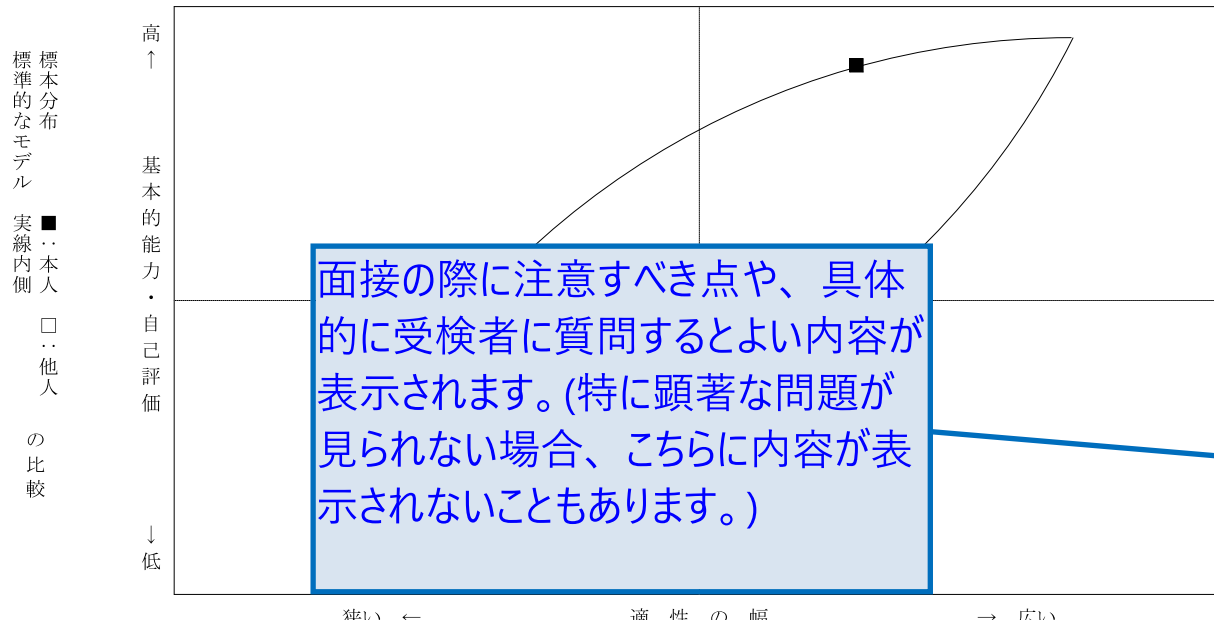 標本分布 ■：本人 □：他人
標準的なモデル 実線内側
の比較
高
↑
基本的能力・自己評価
↓
低
面接の際に注意すべき点や、具体
的に受検者に質問するとよい内容が
表示されます。(特に顕著な問題が
見られない場合、こちらに内容が表
示されないこともあります。)
狭い ← 適性の幅 → 広い